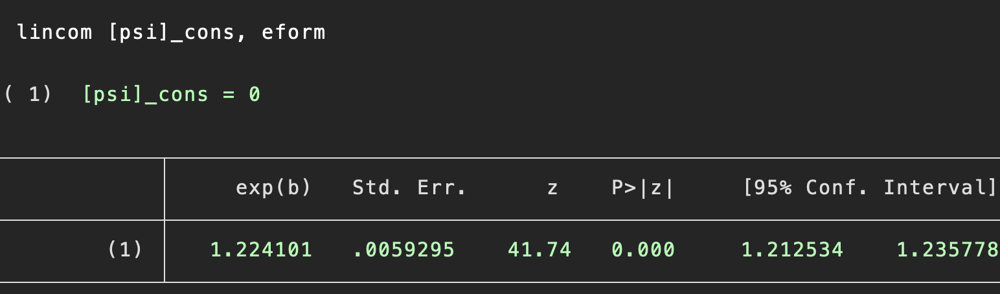 lincom [psi]_cons, eform
( 1) [psi]_cons = 0
exp(b) Std. Err. z P>|z| [95% Conf. Interval]
(1) 1.224101 .0059295 41.74 0.000 1.212534 1.235778